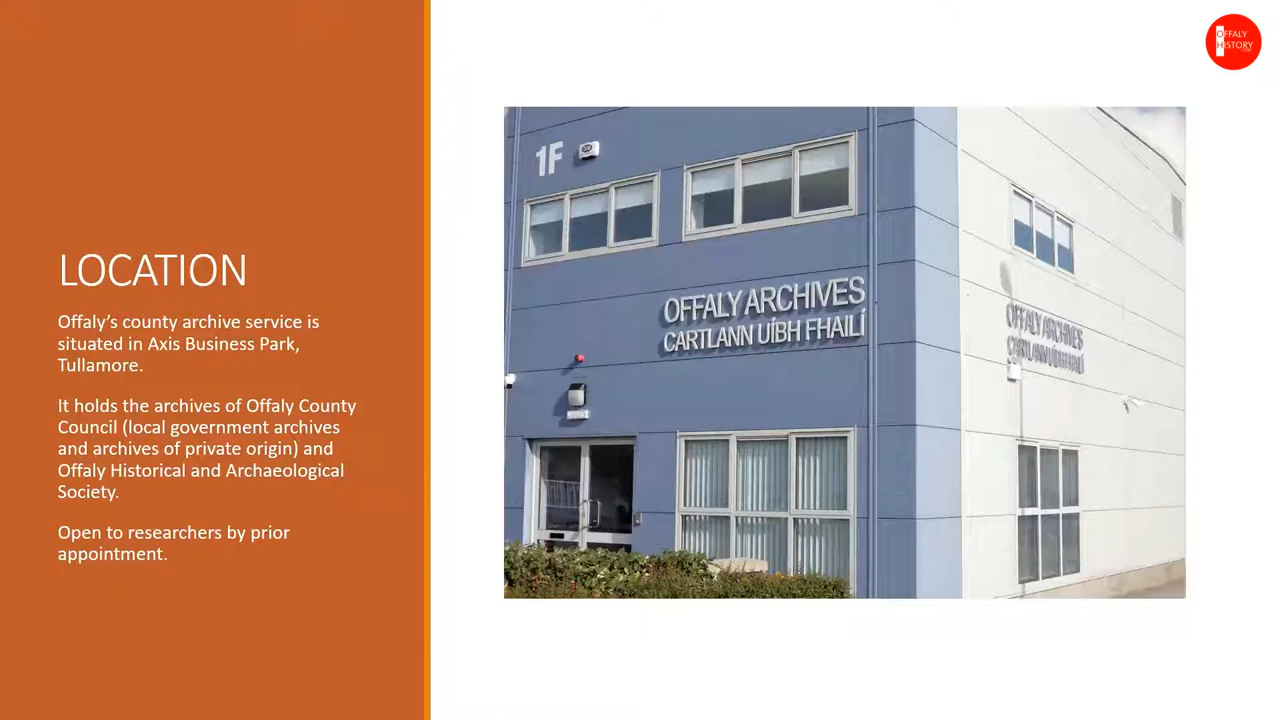 OFFALY
HISTORY
LOCATION
Offaly’s county archive service is
situated in Axis Business Park,
Tullamore.
It holds the archives of Offaly County
Council (local government archives
and archives of private origin) and
Offaly Historical and Archaeological
Society.
Open to researchers by prior
appointment.
1F
OFFALY ARCHIVES
CARTLANN UÍBH FHAILÍ
OFFALY ARCHIVES
CARTLANN UÍBH FHAILÍ